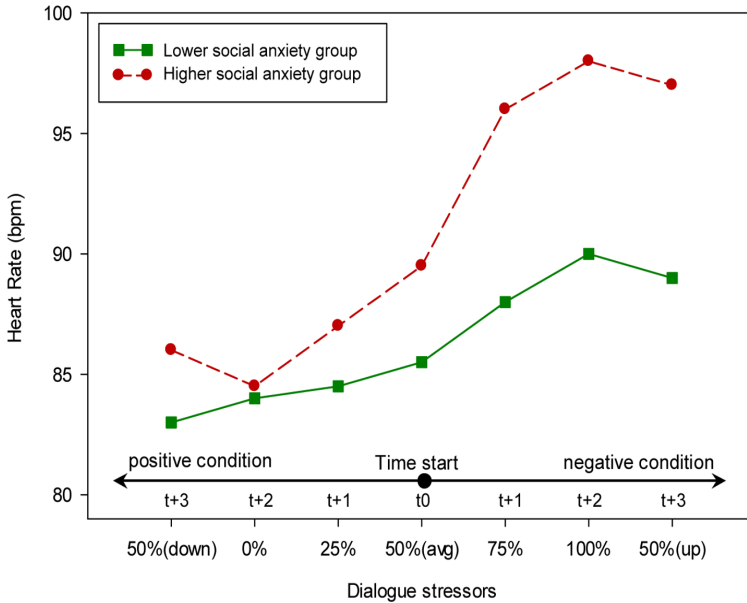 100
Lower social anxiety group
Higher social anxiety group
95
90
85
80
Heart Rate (bpm)
positive condition Time start negative condition
t+3 t+2 t+1 t0 t+1 t+2 t+3
50%(down) 0% 25% 50%(avg) 75% 100% 50%(up)
Dialogue stressors